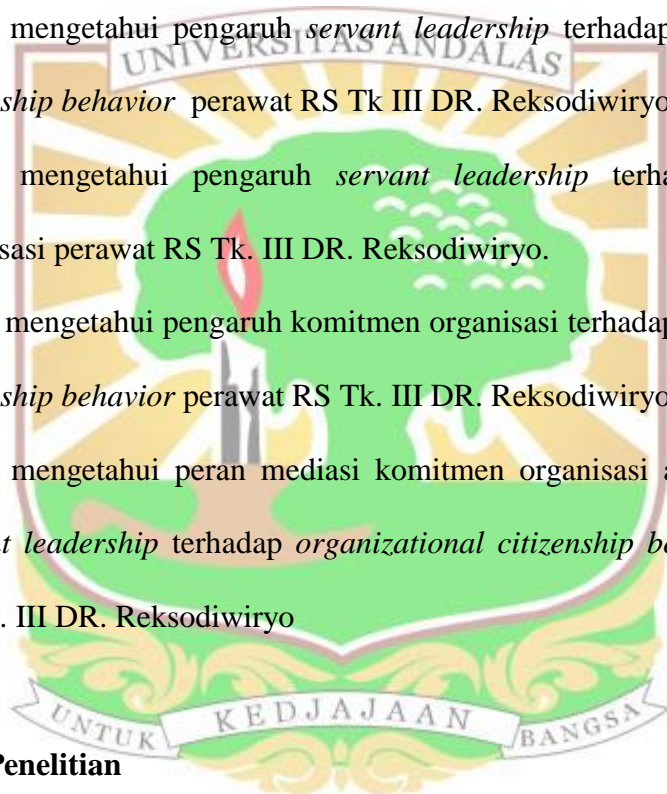 mengetahui pengaruh servant leadership terhadap
UNIVERSITAS ANDALAS
ship behavior perawat RS Tk III DR. Reksodiwiryo
mengetahui pengaruh servant leadership terha
sasi perawat RS Tk. III DR. Reksodiwiryo.
mengetahui pengaruh komitmen organisasi terhadap
ship behavior perawat RS Tk. III DR. Reksodiwiryo
mengetahui peran mediasi komitmen organisasi a
t leadership terhadap organizational citizenship be
. III DR. Reksodiwiryo
UNTUK KEDJAJAAN BANGSA
Penelitian